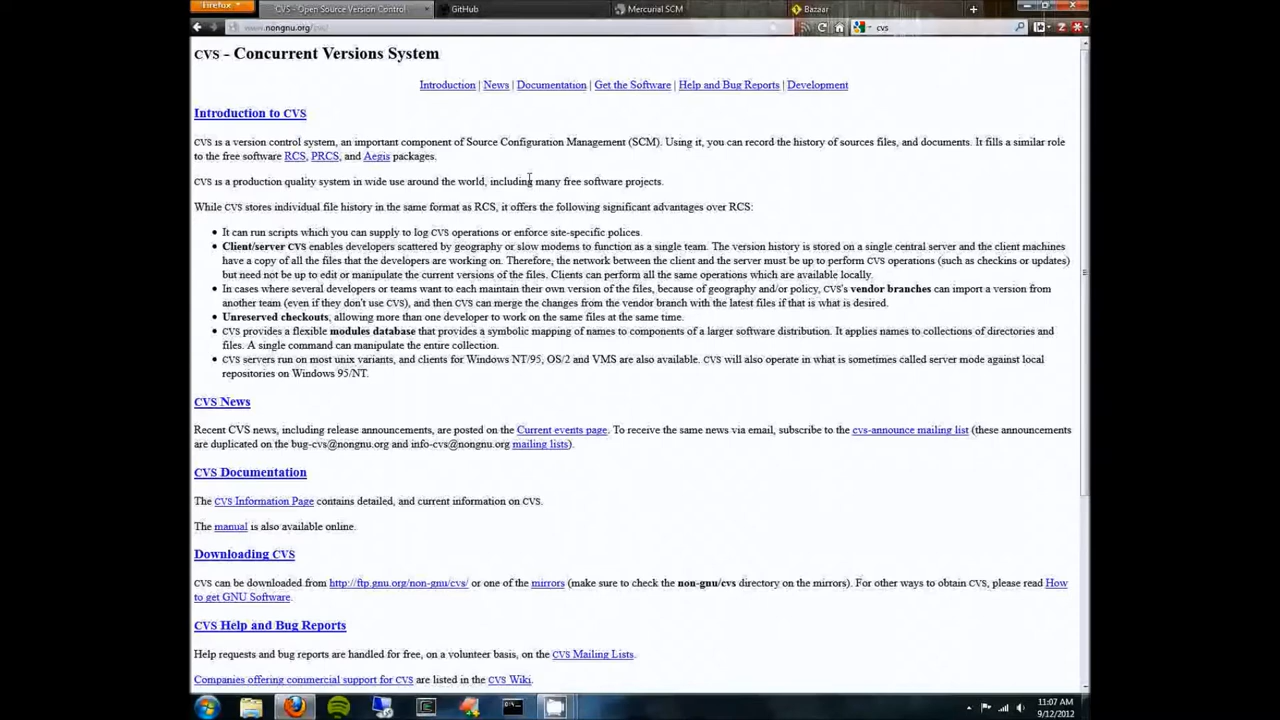 Firefox
CVS - Open Source Version Control
GitHub
Mercurial SCM
Bazaar
www.nongnu.org/cvs/
cvs
CVS - Concurrent Versions System
Introduction | News | Documentation | Get the Software | Help and Bug Reports | Development
Introduction to CVS
CVS is a version control system, an important component of Source Configuration Management (SCM). Using it, you can record the history of sources files, and documents. It fills a similar role
to the free software RCS, PRCS, and Aegis packages.
CVS is a production quality system in wide use around the world, including many free software projects.
While CVS stores individual file history in the same format as RCS, it offers the following significant advantages over RCS:
• It can run scripts which you can supply to log CVS operations or enforce site-specific polices.
• Client/server CVS enables developers scattered by geography or slow modems to function as a single team. The version history is stored on a single central server and the client machines
have a copy of all the files that the developers are working on. Therefore, the network between the client and the server must be up to perform CVS operations (such as checkins or updates)
but need not be up to edit or manipulate the current versions of the files. Clients can perform all the same operations which are available locally.
• In cases where several developers or teams want to each maintain their own version of the files, because of geography and/or policy, CVS's vendor branches can import a version from
another team (even if they don't use CVS), and then CVS can merge the changes from the vendor branch with the latest files if that is what is desired.
• Unreserved checkouts, allowing more than one developer to work on the same files at the same time.
• CVS provides a flexible modules database that provides a symbolic mapping of names to components of a larger software distribution. It applies names to collections of directories and
files. A single command can manipulate the entire collection.
• CVS servers run on most unix variants, and clients for Windows NT/95, OS/2 and VMS are also available. CVS will also operate in what is sometimes called server mode against local
repositories on Windows 95/NT.
CVS News
Recent CVS news, including release announcements, are posted on the Current events page. To receive the same news via email, subscribe to the cvs-announce mailing list (these announcements
are duplicated on the bug-cvs@nongnu.org and info-cvs@nongnu.org mailing lists).
CVS Documentation
The CVS Information Page contains detailed, and current information on CVS.
The manual is also available online.
Downloading CVS
CVS can be downloaded from http://ftp.gnu.org/non-gnu/cvs/ or one of the mirrors (make sure to check the non-gnu/cvs directory on the mirrors). For other ways to obtain CVS, please read How
to get GNU Software.
CVS Help and Bug Reports
Help requests and bug reports are handled for free, on a volunteer basis, on the CVS Mailing Lists.
Companies offering commercial support for CVS are listed in the CVS Wiki.
11:07 AM
9/12/2012